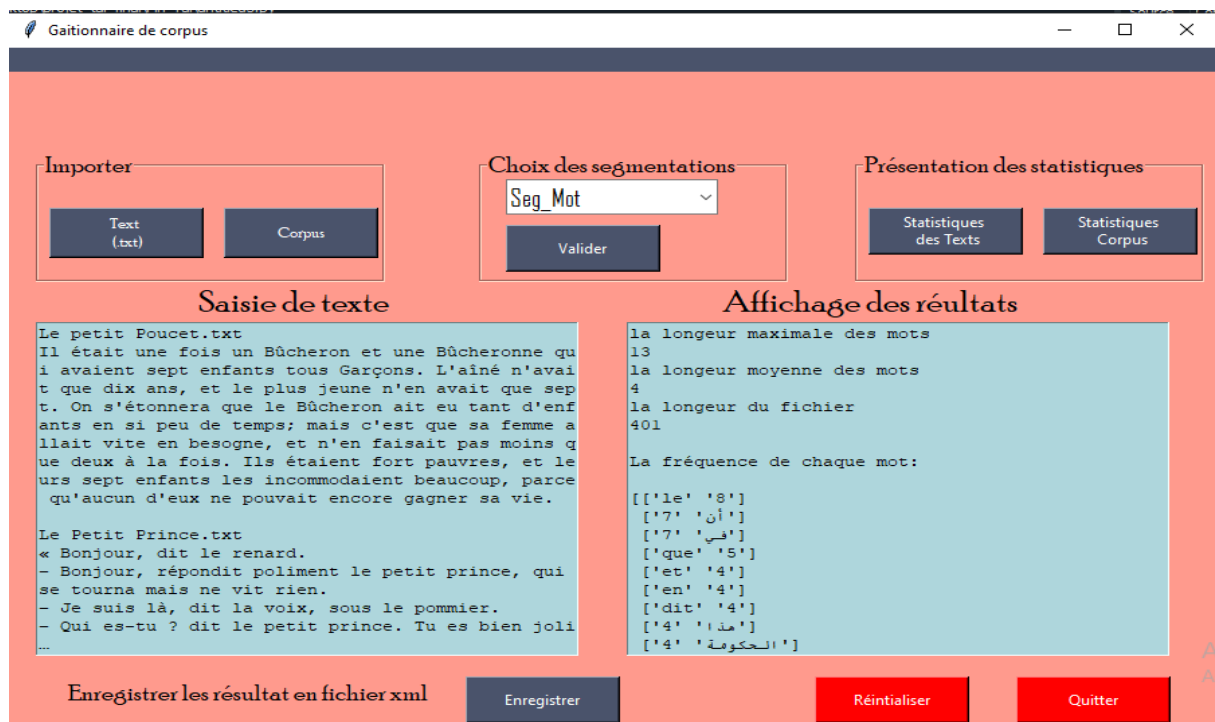 Gaitionnaire de corpus
Importer
Text
(.txt)
Corpus
Choix des segmentations
Seg_Mot
Valider
Présentation des statistiques
Statistiques
des Texts
Statistiques
Corpus
Saisie de texte
Le petit Poucet.txt
Il était une fois un Bûcheron et une Bûcheronne qu
i avaient sept enfants tous Garçons. L'aîné n'avai
t que dix ans, et le plus jeune n'en avait que sep
t. On s'étonnera que le Bûcheron ait eu tant d'enf
ants en si peu de temps; mais c'est que sa femme a
llait vite en besogne, et n'en faisait pas moins q
ue deux à la fois. Ils étaient fort pauvres, et le
urs sept enfants les incommodaient beaucoup, parce
 qu'aucun d'eux ne pouvait encore gagner sa vie.
Le Petit Prince.txt
« Bonjour, dit le renard.
- Bonjour, répondit poliment le petit prince, qui
se tourna mais ne vit rien.
- Je suis là, dit la voix, sous le pommier.
- Qui es-tu ? dit le petit prince. Tu es bien joli
…
Affichage des réultats
la longeur maximale des mots
13
la longeur moyenne des mots
4
la longeur du fichier
401
La fréquence de chaque mot:
[['le' '8']
['أن' '7']
['في' '7']
['que' '5']
['et' '4']
['en' '4']
['dit' '4']
['هذا' '4']
['الحكومة' '4']
Enregistrer les résultat en fichier xml
Enregistrer
Réintialiser
Quitter